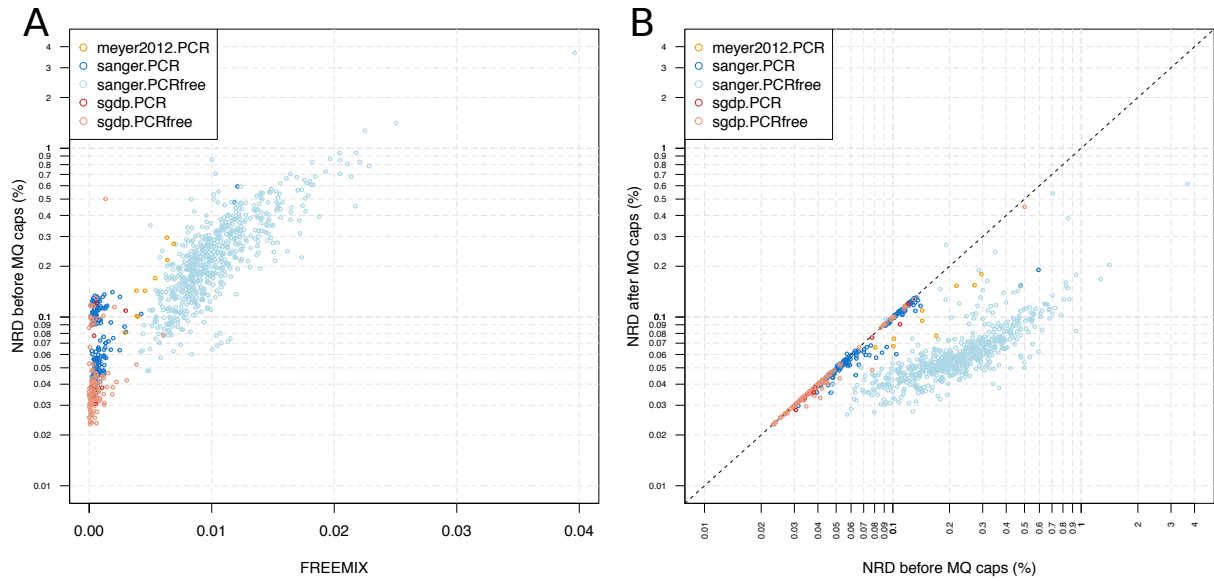 A
meyer2012.PCR
sanger.PCR
sanger.PCRfree
sgdp.PCR
sgdp.PCRfree
NRD before MQ caps (%)
4
3
2
1
0.9
0.8
0.7
0.6
0.5
0.4
0.3
0.2
0.1
0.09
0.08
0.07
0.06
0.05
0.04
0.03
0.02
0.01
0.00 0.01 0.02 0.03 0.04
FREEMIX
B
meyer2012.PCR
sanger.PCR
sanger.PCRfree
sgdp.PCR
sgdp.PCRfree
NRD after MQ caps (%)
4
3
2
1
0.9
0.8
0.7
0.6
0.5
0.4
0.3
0.2
0.1
0.09
0.08
0.07
0.06
0.05
0.04
0.03
0.02
0.01
0.01 0.02 0.03 0.04 0.05 0.06 0.07 0.08 0.09 0.1 0.2 0.3 0.4 0.5 0.6 0.7 0.8 0.9 1 2 3 4
NRD before MQ caps (%)